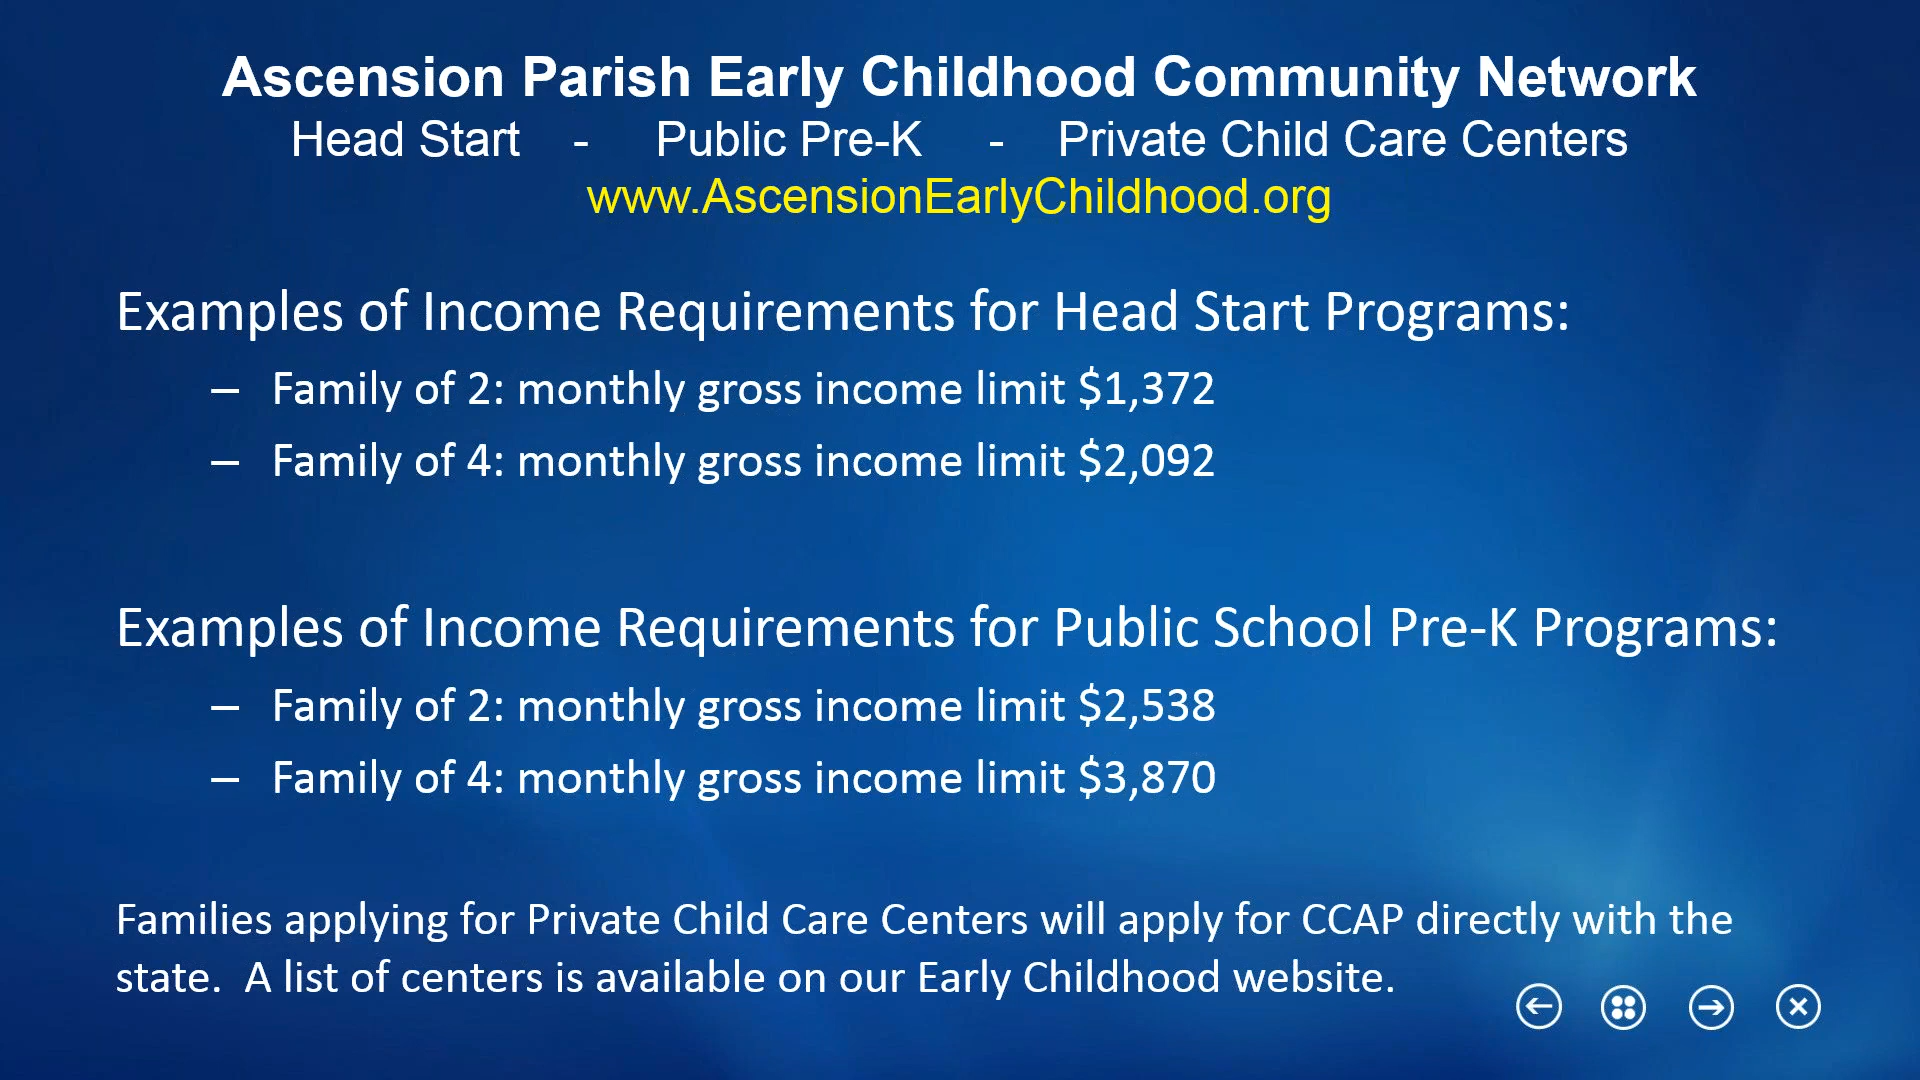 Ascension Parish Early Childhood Community Network
Head Start - Public Pre-K - Private Child Care Centers
www.AscensionEarlyChildhood.org
Examples of Income Requirements for Head Start Programs:
– Family of 2: monthly gross income limit $1,372
– Family of 4: monthly gross income limit $2,092
Examples of Income Requirements for Public School Pre-K Programs:
– Family of 2: monthly gross income limit $2,538
– Family of 4: monthly gross income limit $3,870
Families applying for Private Child Care Centers will apply for CCAP directly with the
state. A list of centers is available on our Early Childhood website.